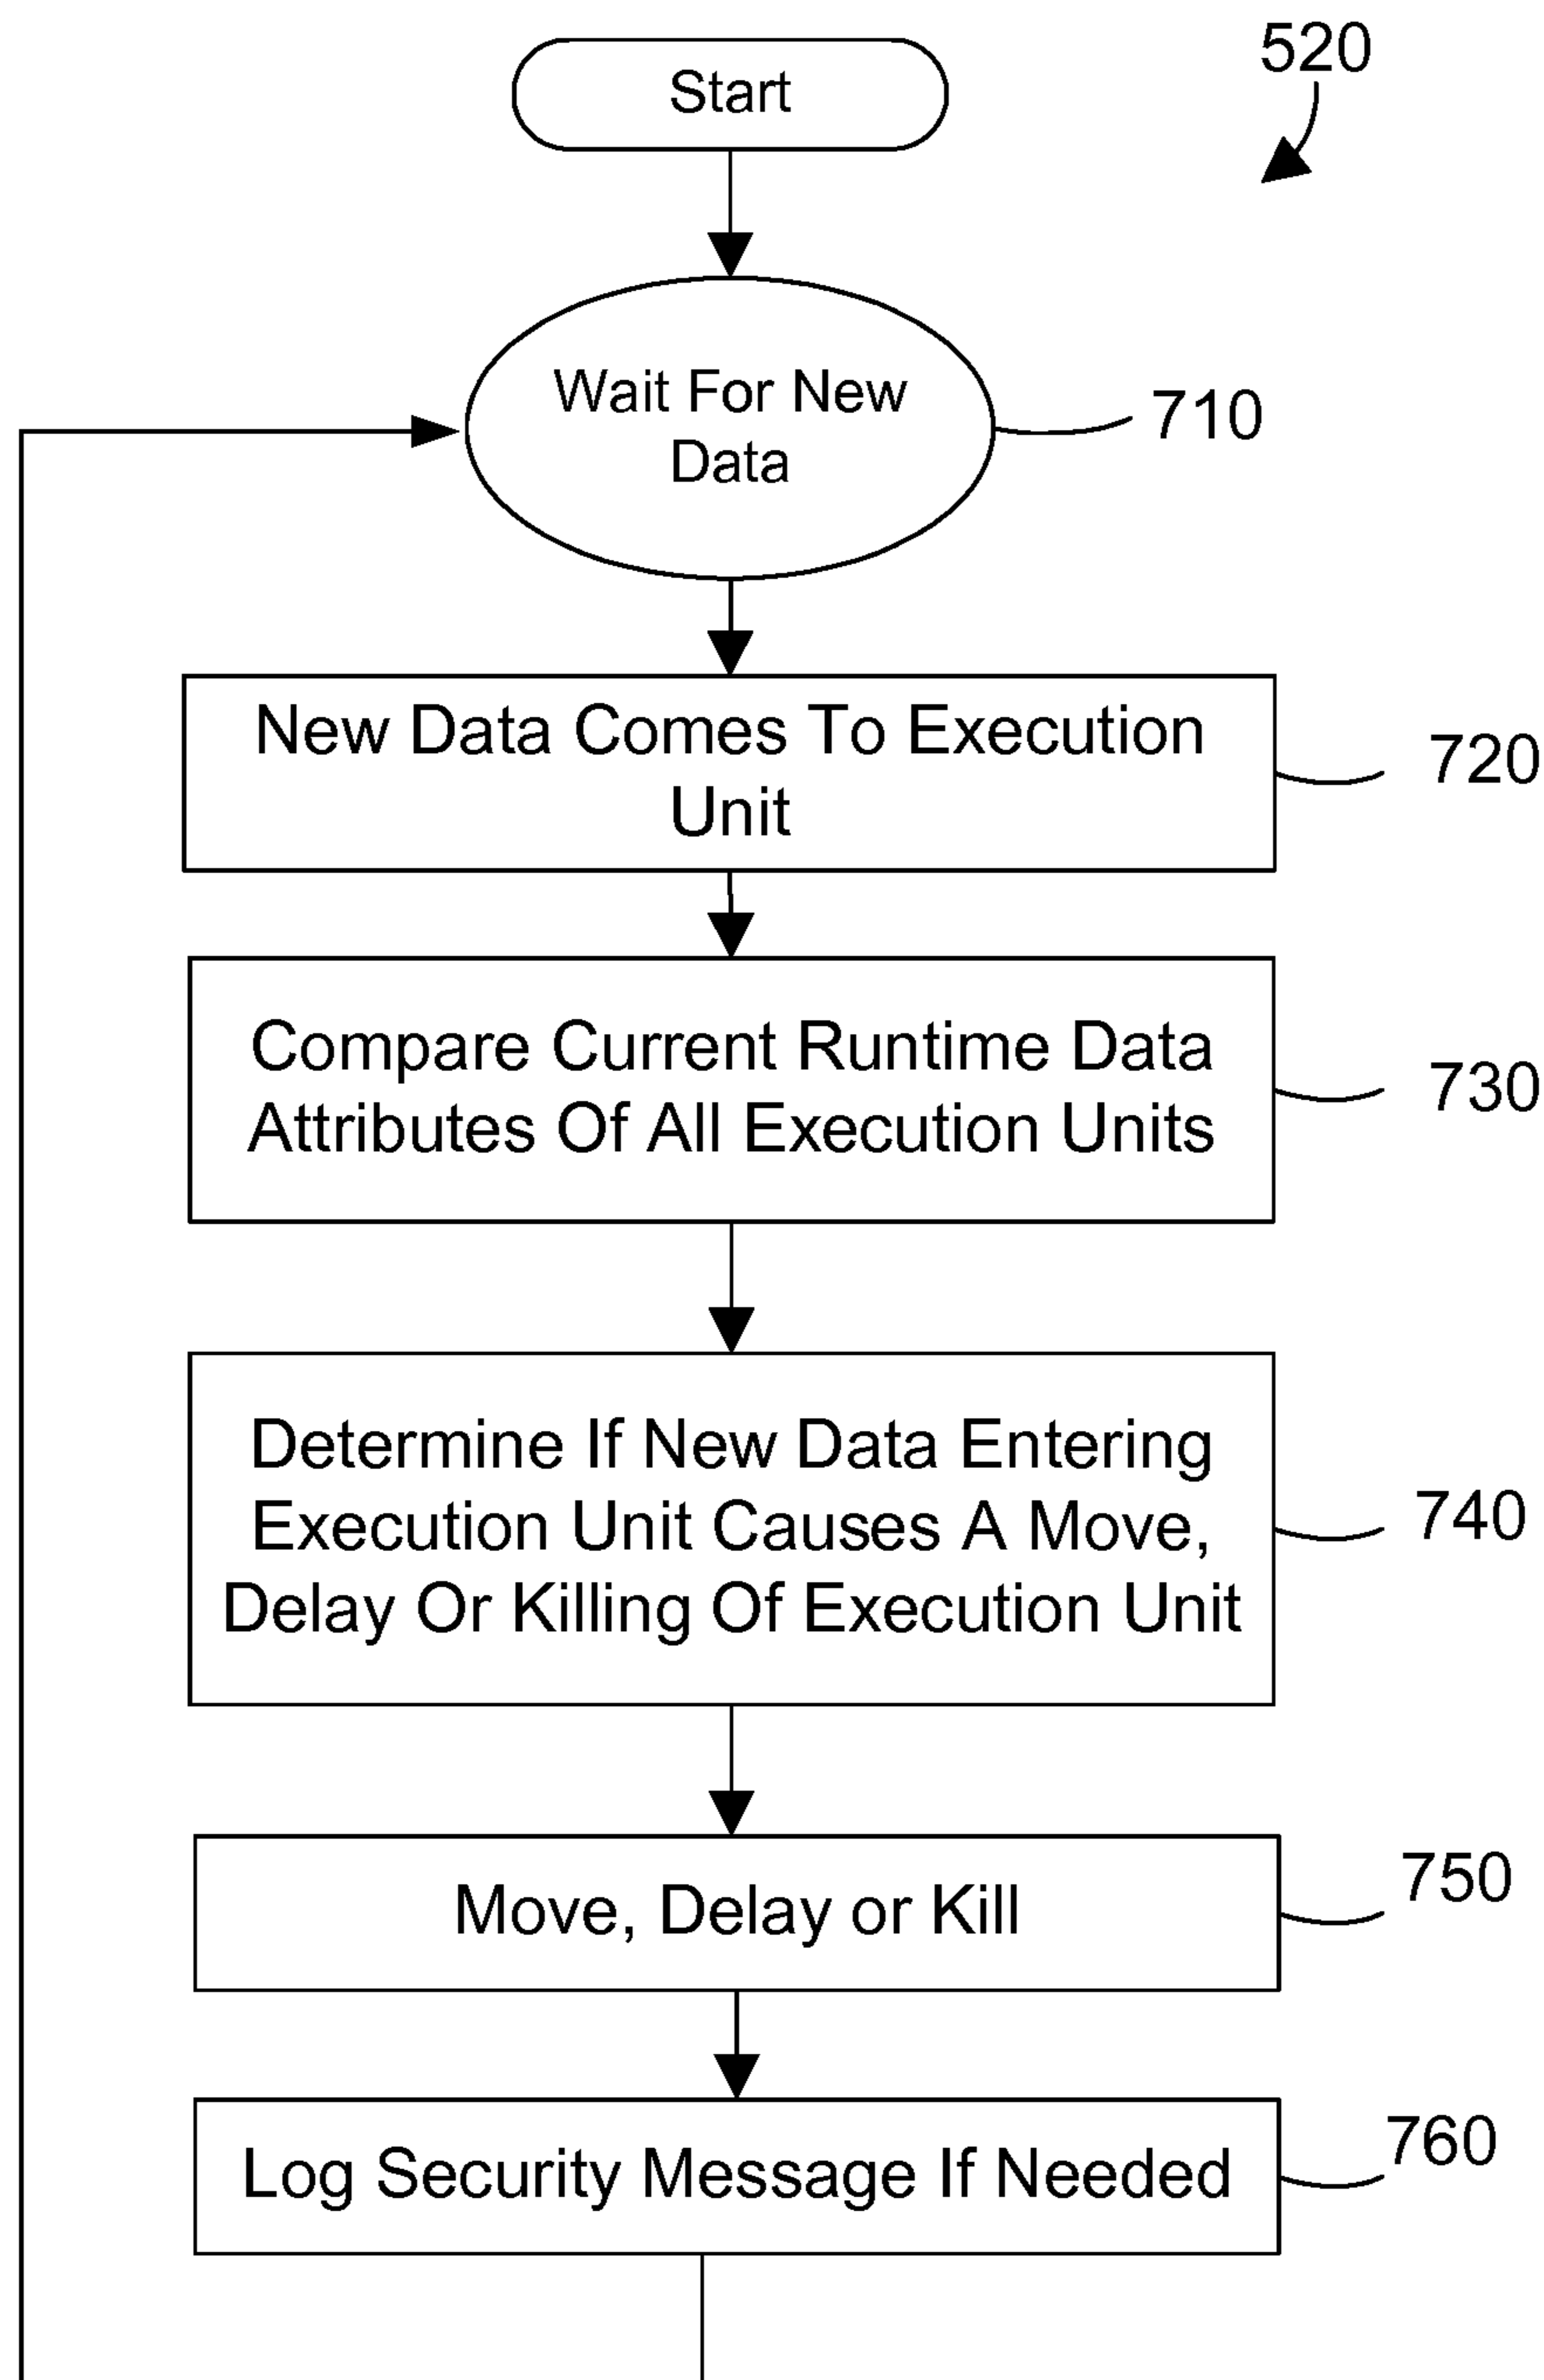 520
Start
Wait For New
Data
710
New Data Comes To Execution
Unit
720
Compare Current Runtime Data
Attributes Of All Execution Units
730
Determine If New Data Entering
Execution Unit Causes A Move,
Delay Or Killing Of Execution Unit
740
Move, Delay or Kill
750
Log Security Message If Needed
760